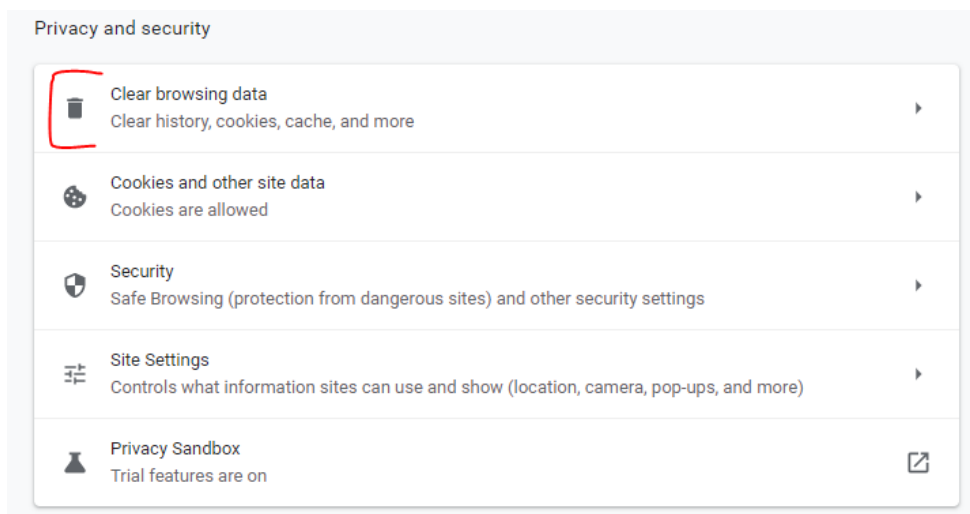 Privacy and security
Clear browsing data
Clear history, cookies, cache, and more
Cookies and other site data
Cookies are allowed
Security
Safe Browsing (protection from dangerous sites) and other security settings
Site Settings
Controls what information sites can use and show (location, camera, pop-ups, and more)
Privacy Sandbox
Trial features are on